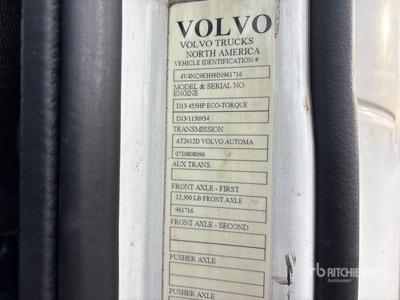 VOLVO
VOLVO TRUCKS
NORTH AMERICA
VEHICLE IDENTIFICATION #
4V4NC9EH9HN961716
MODEL & SERIAL NO.
ENGINE
D13 455HP ECO-TORQUE
D13/1150934
TRANSMISSION
AT2612D VOLVO AUTOMA
0710808096
AUX TRANS.
FRONT AXLE - FIRST
12,500 LB FRONT AXLE
961716
FRONT AXLE - SECOND
PUSHER AXLE
PUSHER AXLE
rb RITCHIE BROS
Auctioneers